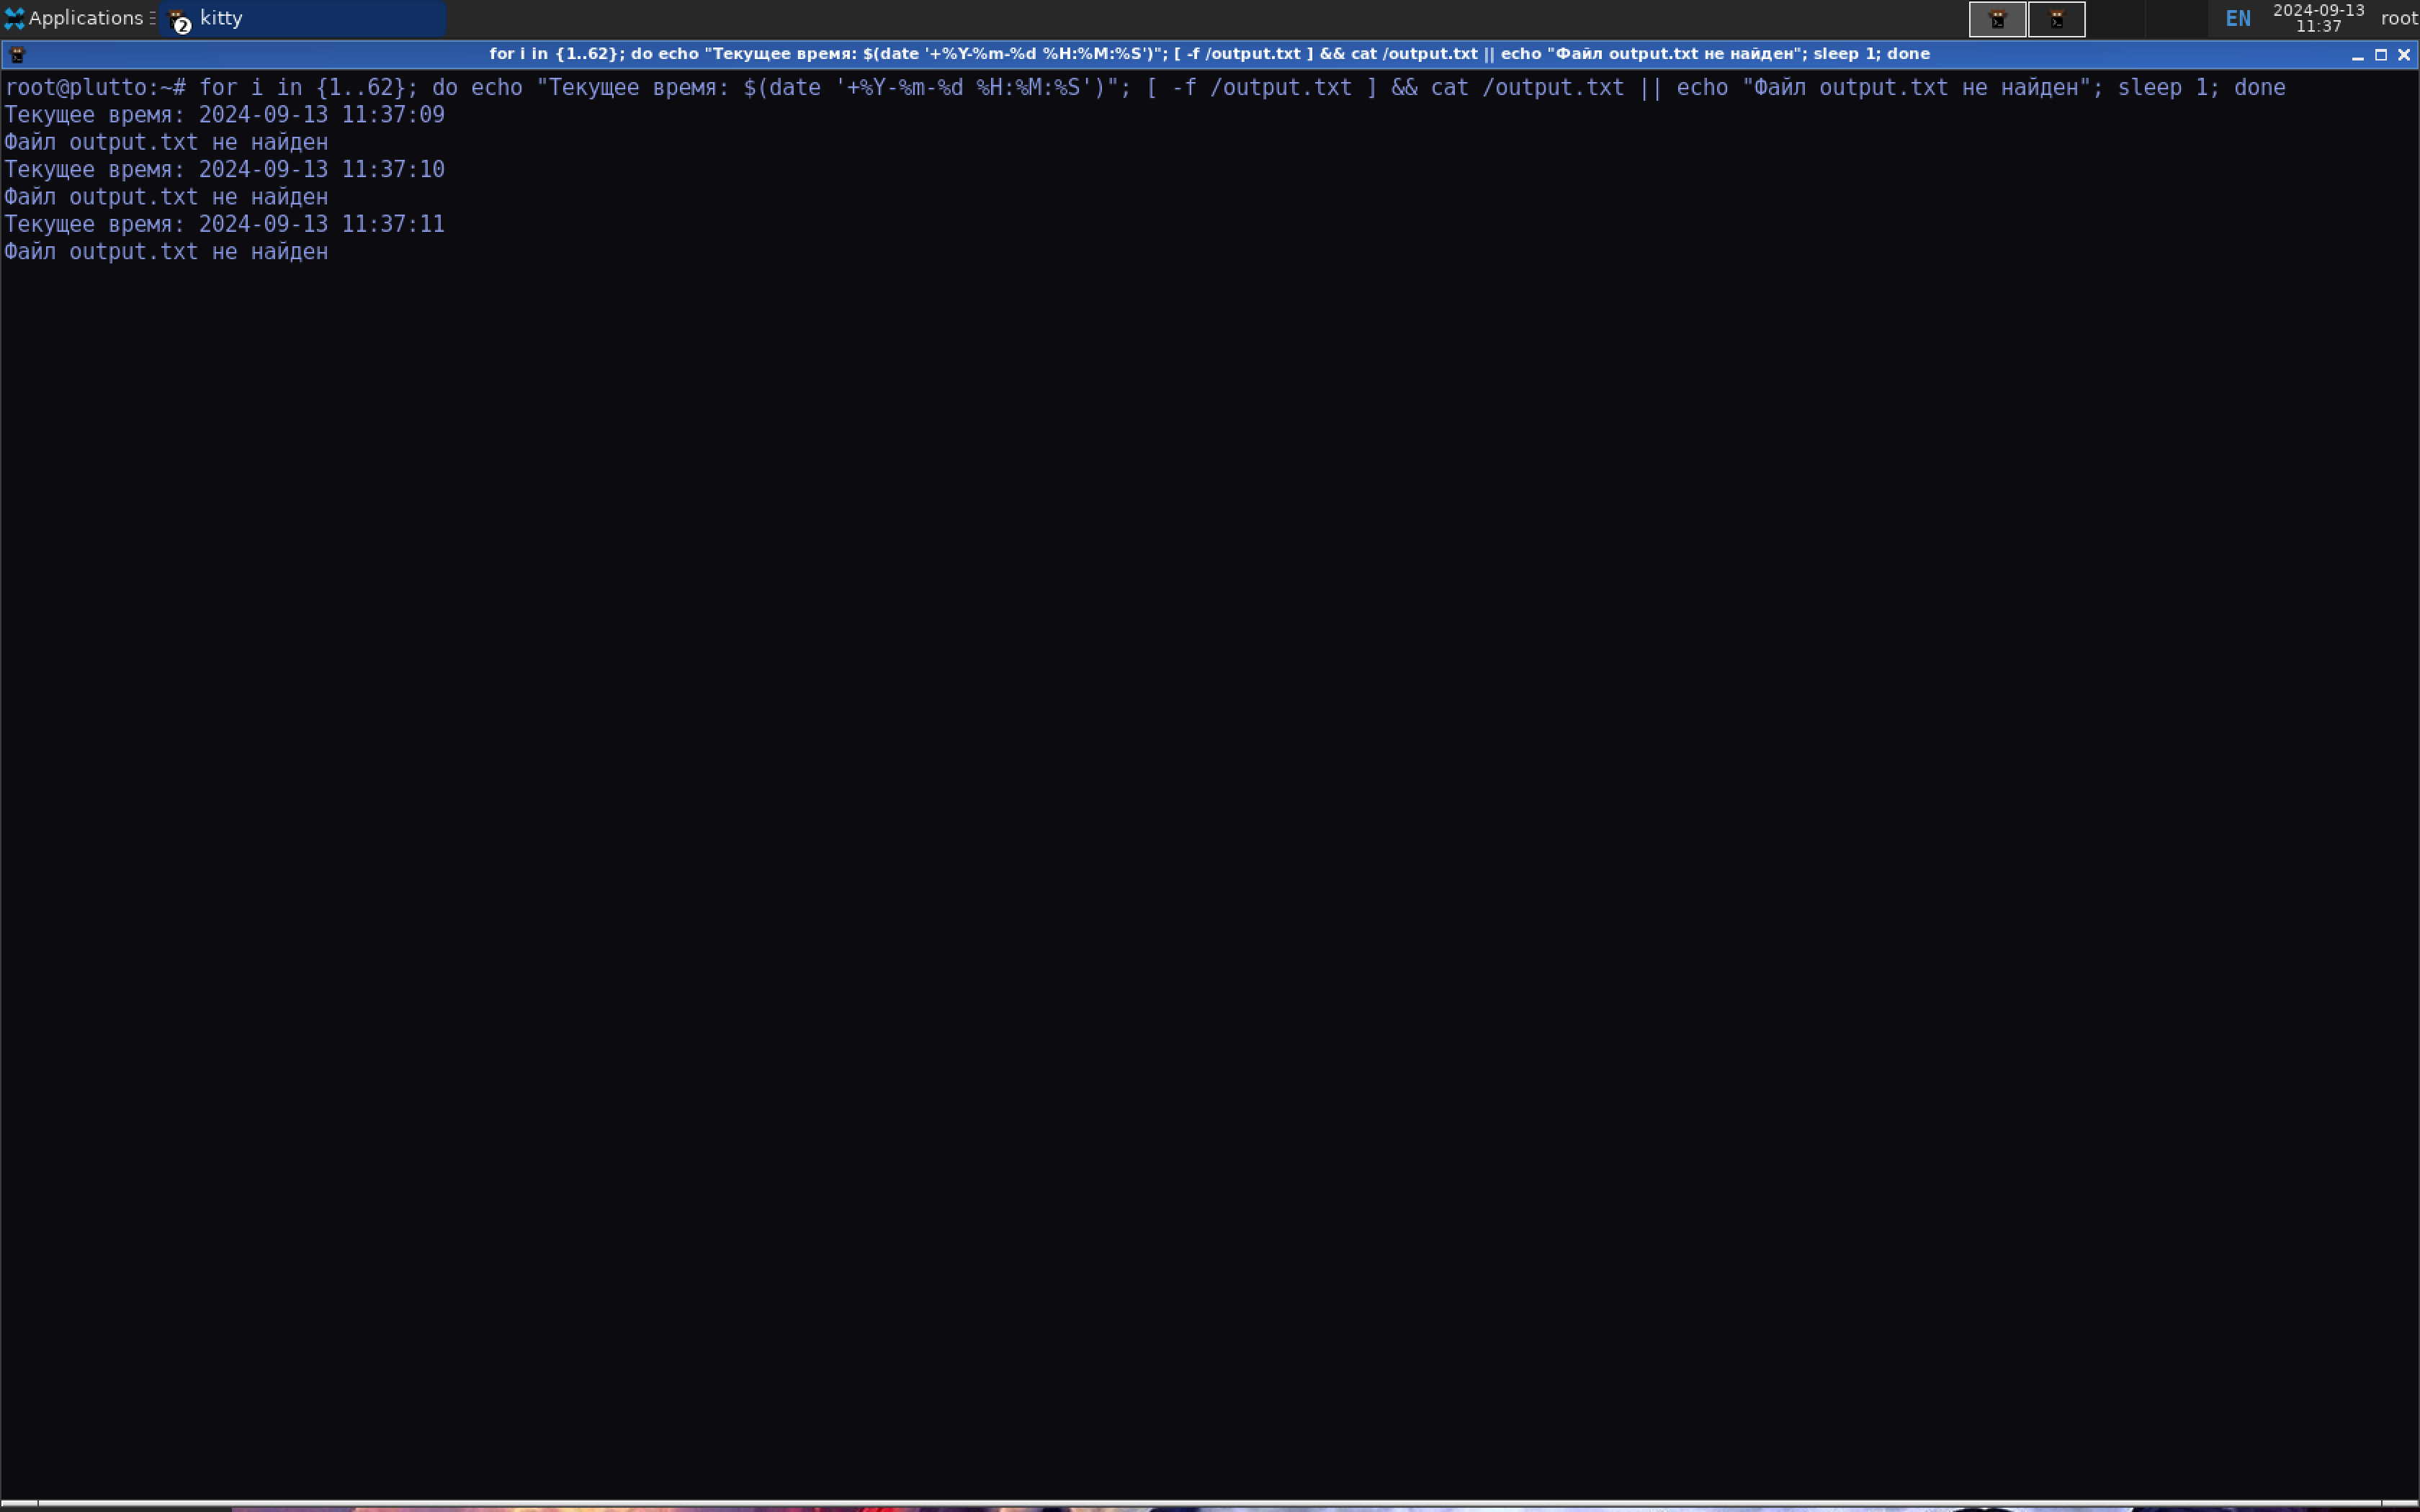 Applications
2 kitty
EN
2024-09-13
11:37
root
for i in {1..62}; do echo "Текущее время: $(date '+%Y-%m-%d %H:%M:%S')"; [ -f /output.txt ] && cat /output.txt || echo "Файл output.txt не найден"; sleep 1; done
root@plutto:~# for i in {1..62}; do echo "Текущее время: $(date '+%Y-%m-%d %H:%M:%S')"; [ -f /output.txt ] && cat /output.txt || echo "Файл output.txt не найден"; sleep 1; done
Текущее время: 2024-09-13 11:37:09
Файл output.txt не найден
Текущее время: 2024-09-13 11:37:10
Файл output.txt не найден
Текущее время: 2024-09-13 11:37:11
Файл output.txt не найден